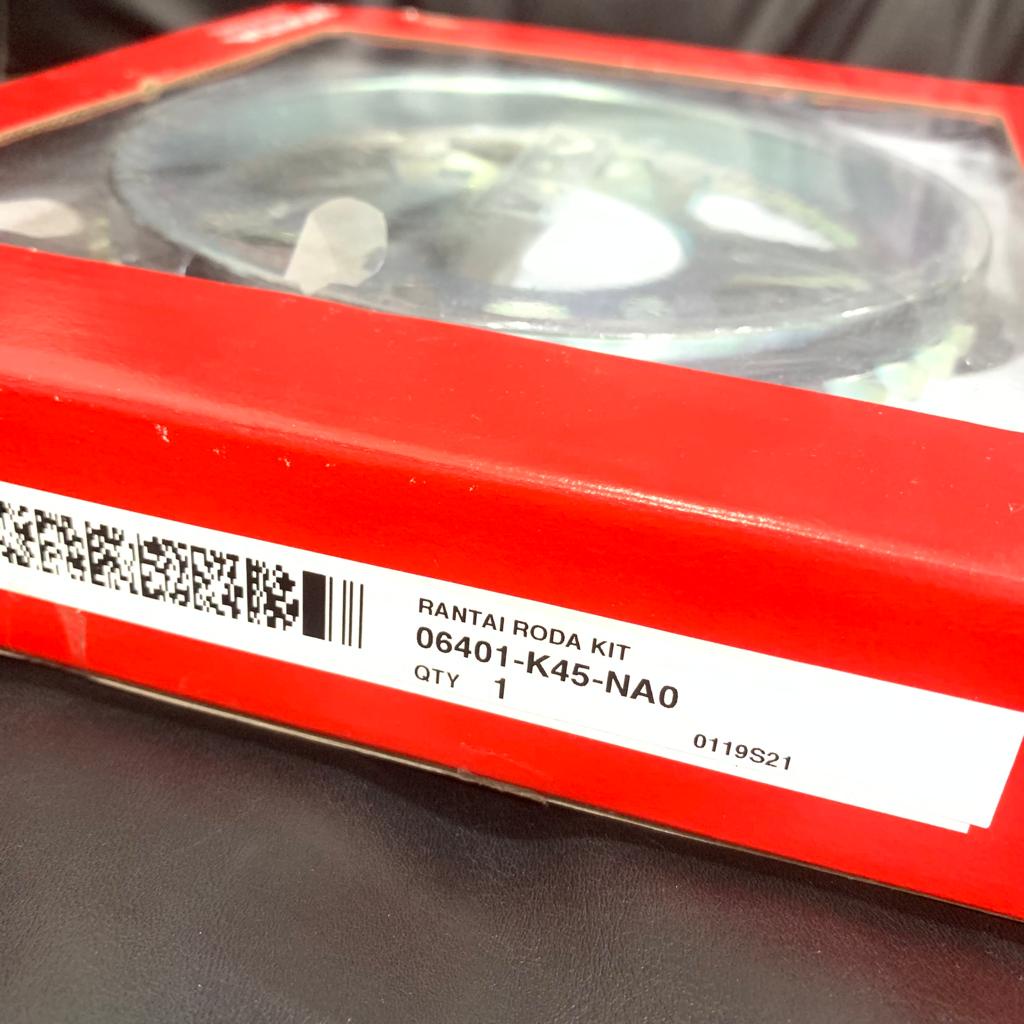 RANTAI RODA KIT
06401-K45-NA0
QTY 1
0119S21